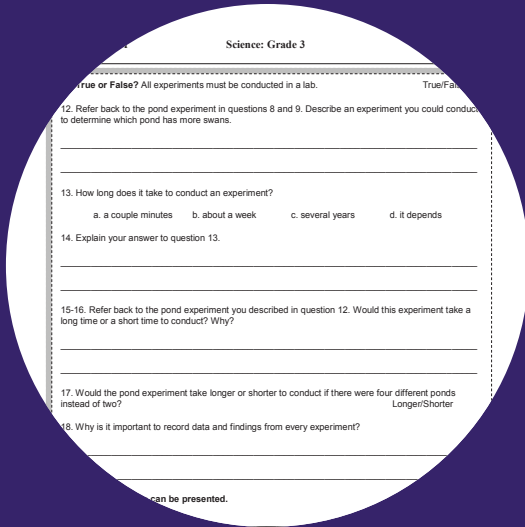 Science: Grade 3
True or False? All experiments must be conducted in a lab. True/
12. Refer back to the pond experiment in questions 8 and 9. Describe an experiment you could conduct
to determine which pond has more swans.
13. How long does it take to conduct an experiment?
a. a couple minutes b. about a week c. several years d. it depends
14. Explain your answer to question 13.
15-16. Refer back to the pond experiment you described in question 12. Would this experiment take a
long time or a short time to conduct? Why?
17. Would the pond experiment take longer or shorter to conduct if there were four different ponds
instead of two? Longer/Shorter
18. Why is it important to record data and findings from every experiment?
can be presented.